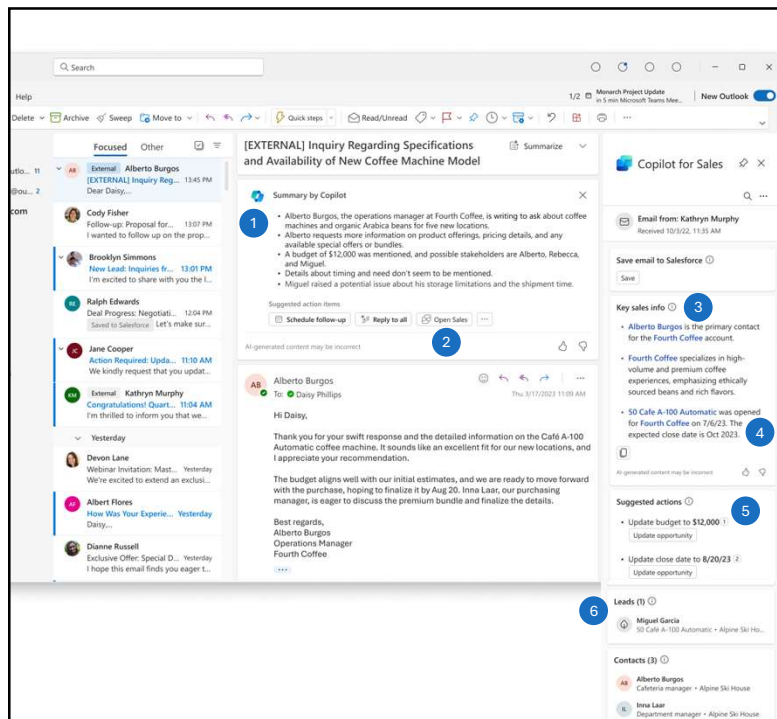 Search
Help
1/2
Monarch Project Update
in 5 min Microsoft Teams Mee...
New Outlook
Delete
Archive
Sweep
Move to
Quick steps
Read/Unread
Focused
Other
utlo... 11
@ou... 2
com
AB
External Alberto Burgos
[EXTERNAL] Inquiry Reg... 13:45 PM
Dear Daisy,...
Cody Fisher
Follow-up: Proposal for... 13:07 PM
I wanted to follow up on the prop...
Brooklyn Simmons
New Lead: Inquiries fr... 13:01 PM
I'm excited to share with you the l...
RE
Ralph Edwards
Deal Progress: Negotiati... 12:04 PM
Saved to Salesforce Let's make sur...
JC
Jane Cooper
Action Required: Upda... 11:10 AM
We kindly request that you updat...
KM
External Kathryn Murphy
Congratulations! Quart... 11:04 AM
I'm thrilled to inform you that we...
Yesterday
Devon Lane
Webinar Invitation: Mast... Yesterday
We're excited to extend an exclusi...
AF
Albert Flores
How Was Your Experie... Yesterday
Daisy,...
Dianne Russell
Exclusive Offer: Special D... Yesterday
I hope this email finds you eager t...
[EXTERNAL] Inquiry Regarding Specifications
and Availability of New Coffee Machine Model
Summarize
Summary by Copilot
1
• Alberto Burgos, the operations manager at Fourth Coffee, is writing to ask about coffee
machines and organic Arabica beans for five new locations.
• Alberto requests more information on product offerings, pricing details, and any
available special offers or bundles.
• A budget of $12,000 was mentioned, and possible stakeholders are Alberto, Rebecca,
and Miguel.
• Details about timing and need don't seem to be mentioned.
• Miguel raised a potential issue about his storage limitations and the shipment time.
Suggested action items
Schedule follow-up
Reply to all
Open Sales
2
AI-generated content may be incorrect
AB
Alberto Burgos
To: Daisy Phillips
Thu 3/17/2023 11:09 AM
Hi Daisy,
Thank you for your swift response and the detailed information on the Café A-100
Automatic coffee machine. It sounds like an excellent fit for our new locations, and
I appreciate your recommendation.
The budget aligns well with our initial estimates, and we are ready to move forward
with the purchase, hoping to finalize it by Aug 20. Inna Laar, our purchasing
manager, is eager to discuss the premium bundle and finalize the details.
Best regards,
Alberto Burgos
Operations Manager
Fourth Coffee
Copilot for Sales
Email from: Kathryn Murphy
Received 10/3/22, 11:35 AM
Save email to Salesforce
Save
Key sales info
3
• Alberto Burgos is the primary contact
for the Fourth Coffee account.
• Fourth Coffee specializes in high-
volume and premium coffee
experiences, emphasizing ethically
sourced beans and rich flavors.
• 50 Cafe A-100 Automatic was opened
for Fourth Coffee on 7/6/23. The
expected close date is Oct 2023.
4
AI-generated content may be incorrect
Suggested actions
5
• Update budget to $12,000 1
Update opportunity
• Update close date to 8/20/23 2
Update opportunity
6
Leads (1)
Miguel Garcia
50 Café A-100 Automatic • Alpine Ski Ho...
Contacts (3)
AB
Alberto Burgos
Cafeteria manager • Alpine Ski House
IL
Inna Laar
Department manager • Alpine Ski House